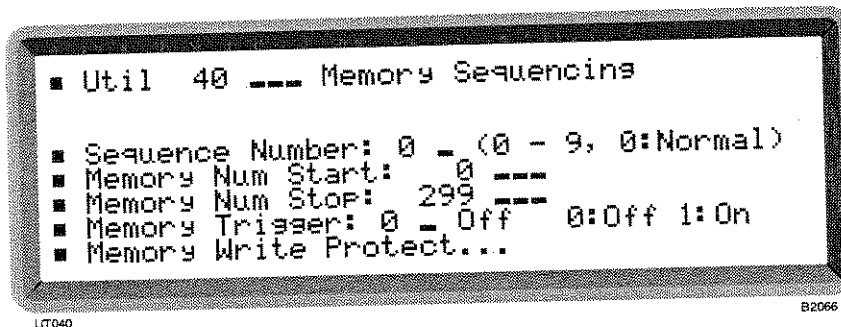 ■ Util 40 ___ Memory Sequencing
■ Sequence Number: 0 _ (0 - 9, 0:Normal)
■ Memory Num Start: 0 ___
■ Memory Num Stop: 299 ___
■ Memory Trigger: 0 _ Off 0:Off 1:On
■ Memory Write Protect...
UT040
B2066